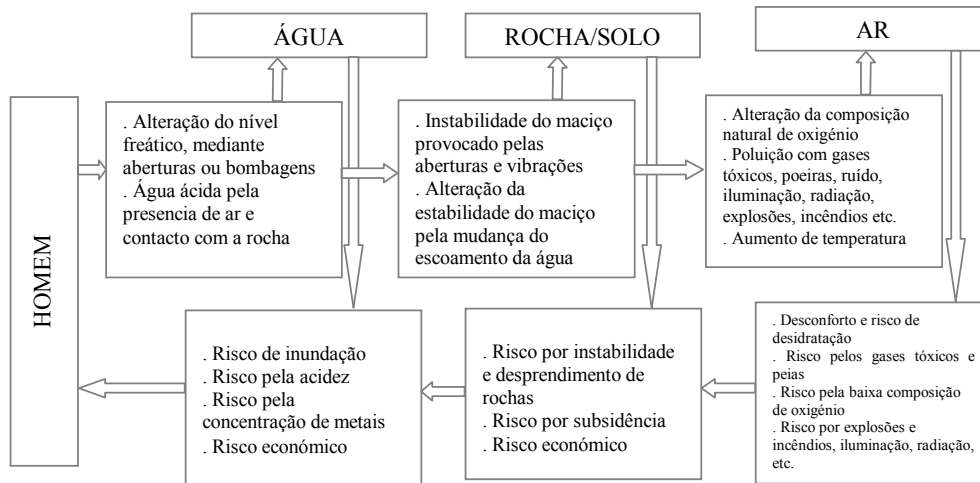 ÁGUA
ROCHA/SOLO
AR
HOMEM
. Alteração do nível
freático, mediante
aberturas ou bombagens
. Água ácida pela
presencia de ar e
contacto com a rocha
. Instabilidade do maciço
provocado pelas
aberturas e vibrações
. Alteração da
estabilidade do maciço
pela mudança do
escoamento da água
. Alteração da composição
natural de oxigénio
. Poluição com gases
tóxicos, poeiras, ruído,
iluminação, radiação,
explosões, incêndios etc.
. Aumento de temperatura
. Risco de inundação
. Risco pela acidez
. Risco pela
concentração de metais
. Risco económico
. Risco por instabilidade
e desprendimento de
rochas
. Risco por subsidência
. Risco económico
. Desconforto e risco de
desidratação
. Risco pelos gases tóxicos e
peias
. Risco pela baixa composição
de oxigénio
. Risco por explosões e
incêndios, iluminação, radiação,
etc.